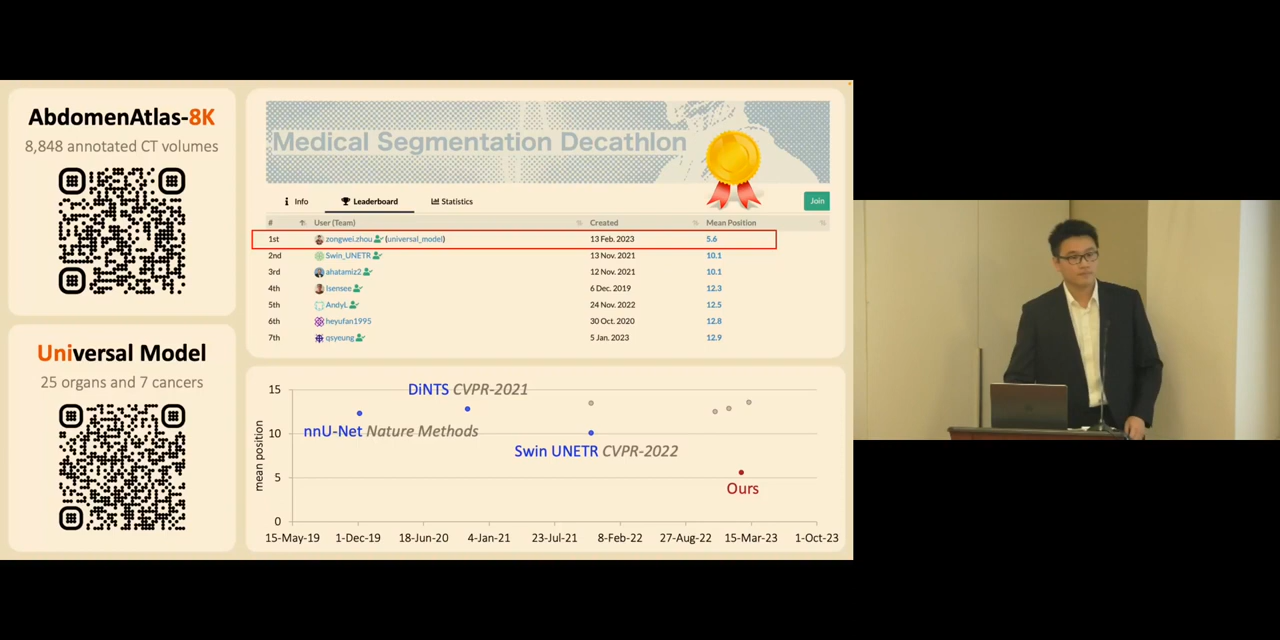 AbdomenAtlas-8K
8,848 annotated CT volumes
Universal Model
25 organs and 7 cancers
Medical Segmentation Decathlon
Info Leaderboard Statistics Join
# User (Team) Created Mean Position
1st zongwei.zhou (universal_model) 13 Feb. 2023 5.6
2nd Swin_UNETR 13 Nov. 2021 10.1
3rd ahatamiz2 12 Nov. 2021 10.1
4th Isensee 6 Dec. 2019 12.3
5th AndyL 24 Nov. 2022 12.5
6th heyufan1995 30 Oct. 2020 12.8
7th qsyeung 5 Jan. 2023 12.9
mean position
15
10
5
0
DiNTS CVPR-2021
nnU-Net Nature Methods
Swin UNETR CVPR-2022
Ours
15-May-19 1-Dec-19 18-Jun-20 4-Jan-21 23-Jul-21 8-Feb-22 27-Aug-22 15-Mar-23 1-Oct-23